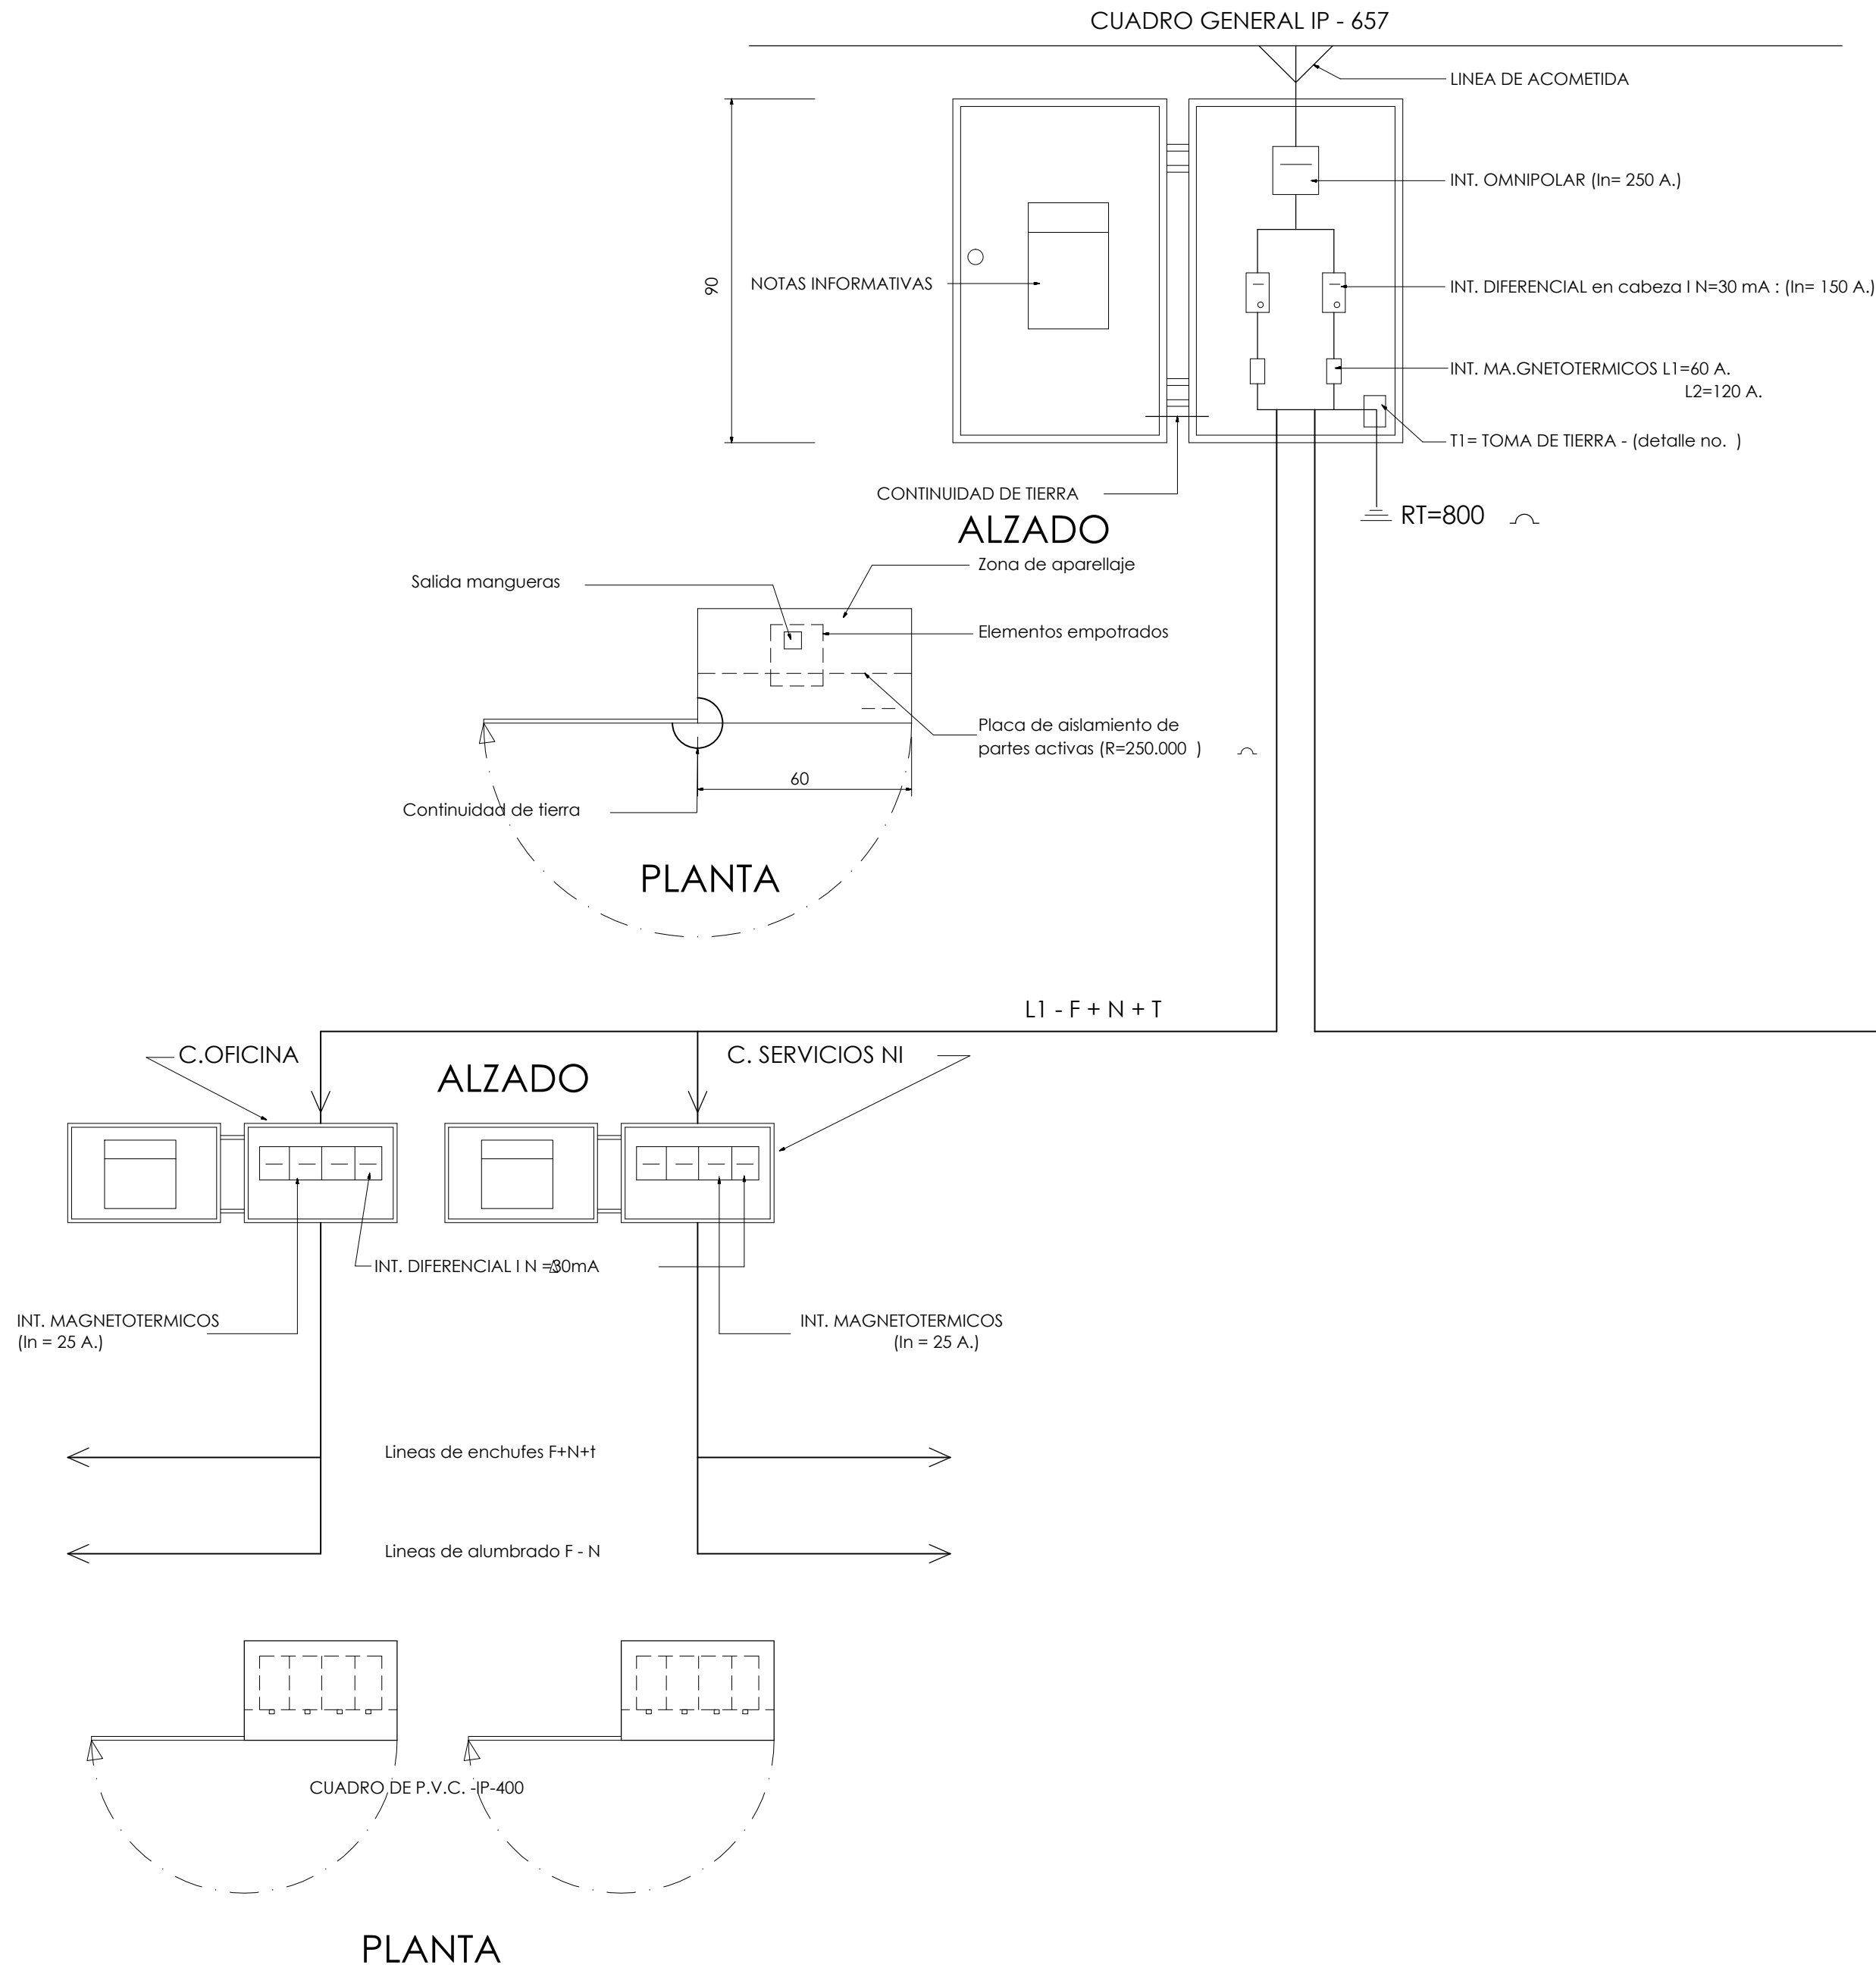 CUADRO GENERAL IP - 657
LINEA DE ACOMETIDA
INT. OMNIPOLAR (In= 250 A.)
90
NOTAS INFORMATIVAS
INT. DIFERENCIAL en cabeza I N=30 mA : (In= 150 A.)
INT. MA.GNETOTERMICOS L1=60 A.
L2=120 A.
T1= TOMA DE TIERRA - (detalle no. )
CONTINUIDAD DE TIERRA
RT=800
ALZADO
Zona de aparellaje
Salida mangueras
Elementos empotrados
Placa de aislamiento de
partes activas (R=250.000 )
60
Continuidad de tierra
PLANTA
L1 - F + N + T
C.OFICINA
ALZADO
C. SERVICIOS NI
INT. DIFERENCIAL I N =30mA
INT. MAGNETOTERMICOS
(In = 25 A.)
INT. MAGNETOTERMICOS
(In = 25 A.)
Lineas de enchufes F+N+t
Lineas de alumbrado F - N
CUADRO DE P.V.C. -IP-400
PLANTA